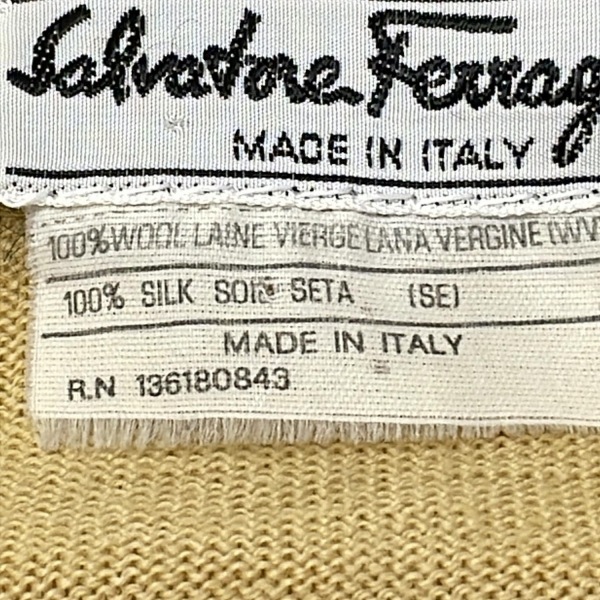 Salvatore Ferrag
MADE IN ITALY
100% WOOL LAINE VIERGE LANA VERGINE (WV)
100% SILK SOIE SETA (SE)
MADE IN ITALY
R.N 136180843